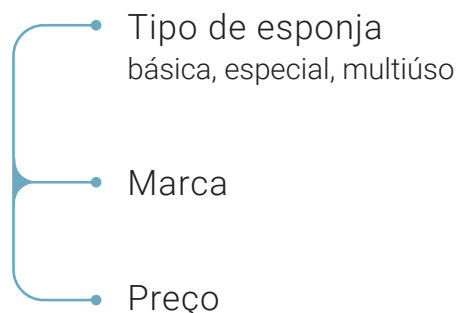 Tipo de esponja
básica, especial, multiúso
Marca
Preço